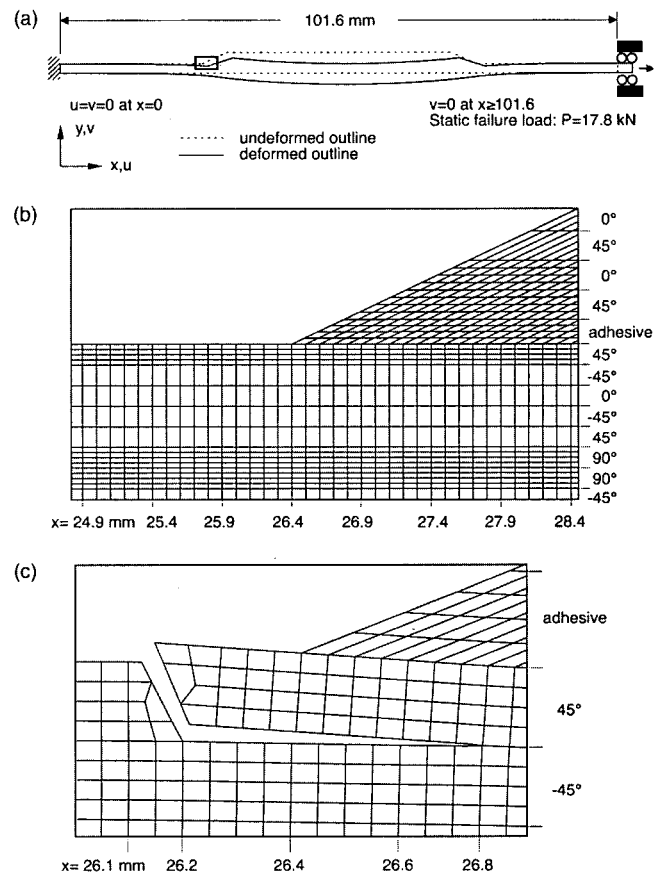 (a)
101.6 mm
u=v=0 at x=0
v=0 at x≥101.6
Static failure load: P=17.8 kN
y,v
x,u
undeformed outline
deformed outline
(b)
0°
45°
0°
45°
adhesive
45°
-45°
0°
-45°
45°
90°
90°
-45°
x= 24.9 mm 25.4 25.9 26.4 26.9 27.4 27.9 28.4
(c)
adhesive
45°
-45°
x= 26.1 mm 26.2 26.4 26.6 26.8